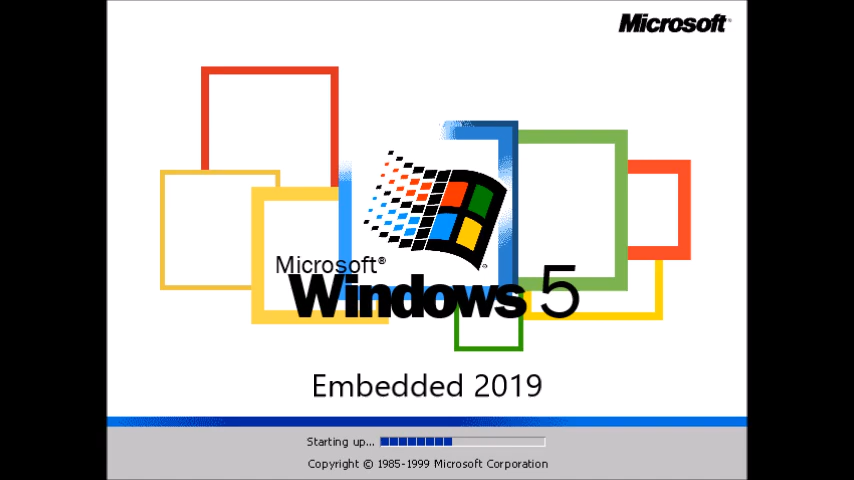 Microsoft
Microsoft®
Windows 5
Embedded 2019
Starting up...
Copyright © 1985-1999 Microsoft Corporation